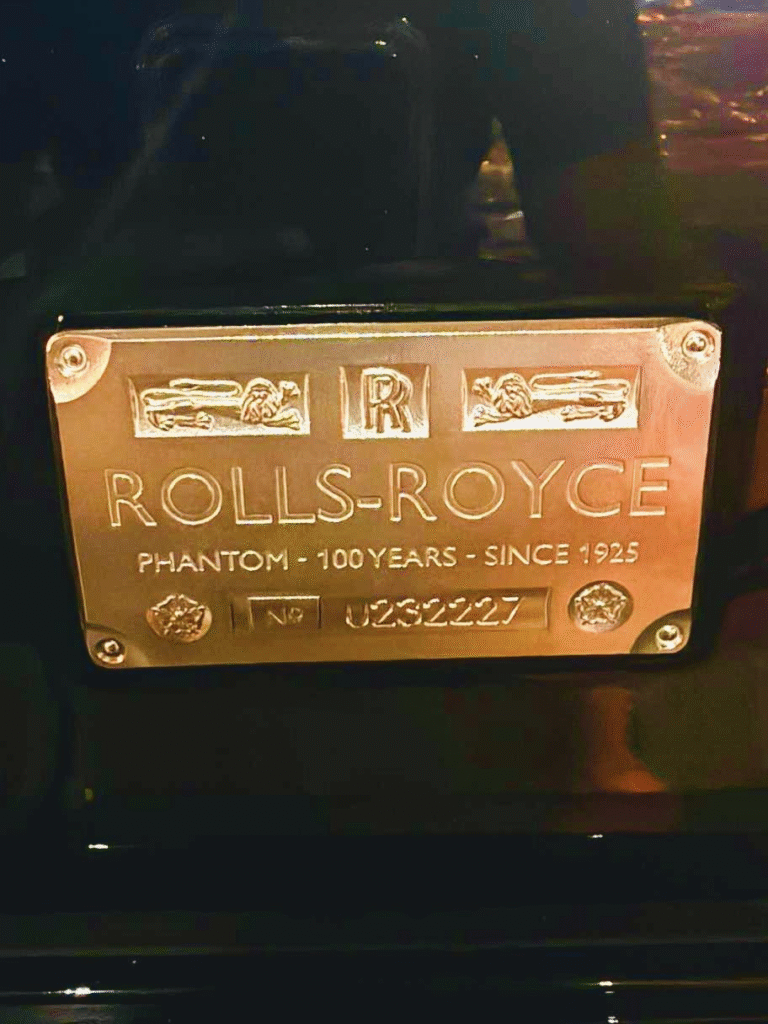 RR
ROLLS-ROYCE
PHANTOM - 100 YEARS - SINCE 1925
Nº U232227